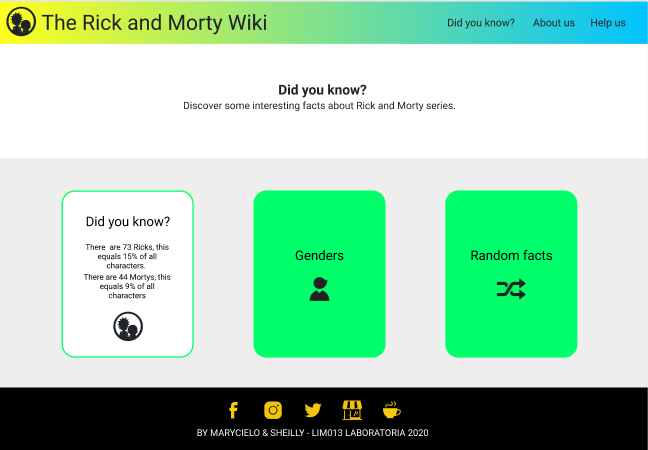 The Rick and Morty Wiki
Did you know?
About us
Help us
Did you know?
Discover some interesting facts about Rick and Morty series.
Did you know?
There are 73 Ricks, this
equals 15% of all
characters.
There are 44 Mortys, this
equals 9% of all
characters
Genders
Random facts
BY MARYCIELO & SHEILLY - LIM013 LABORATORIA 2020